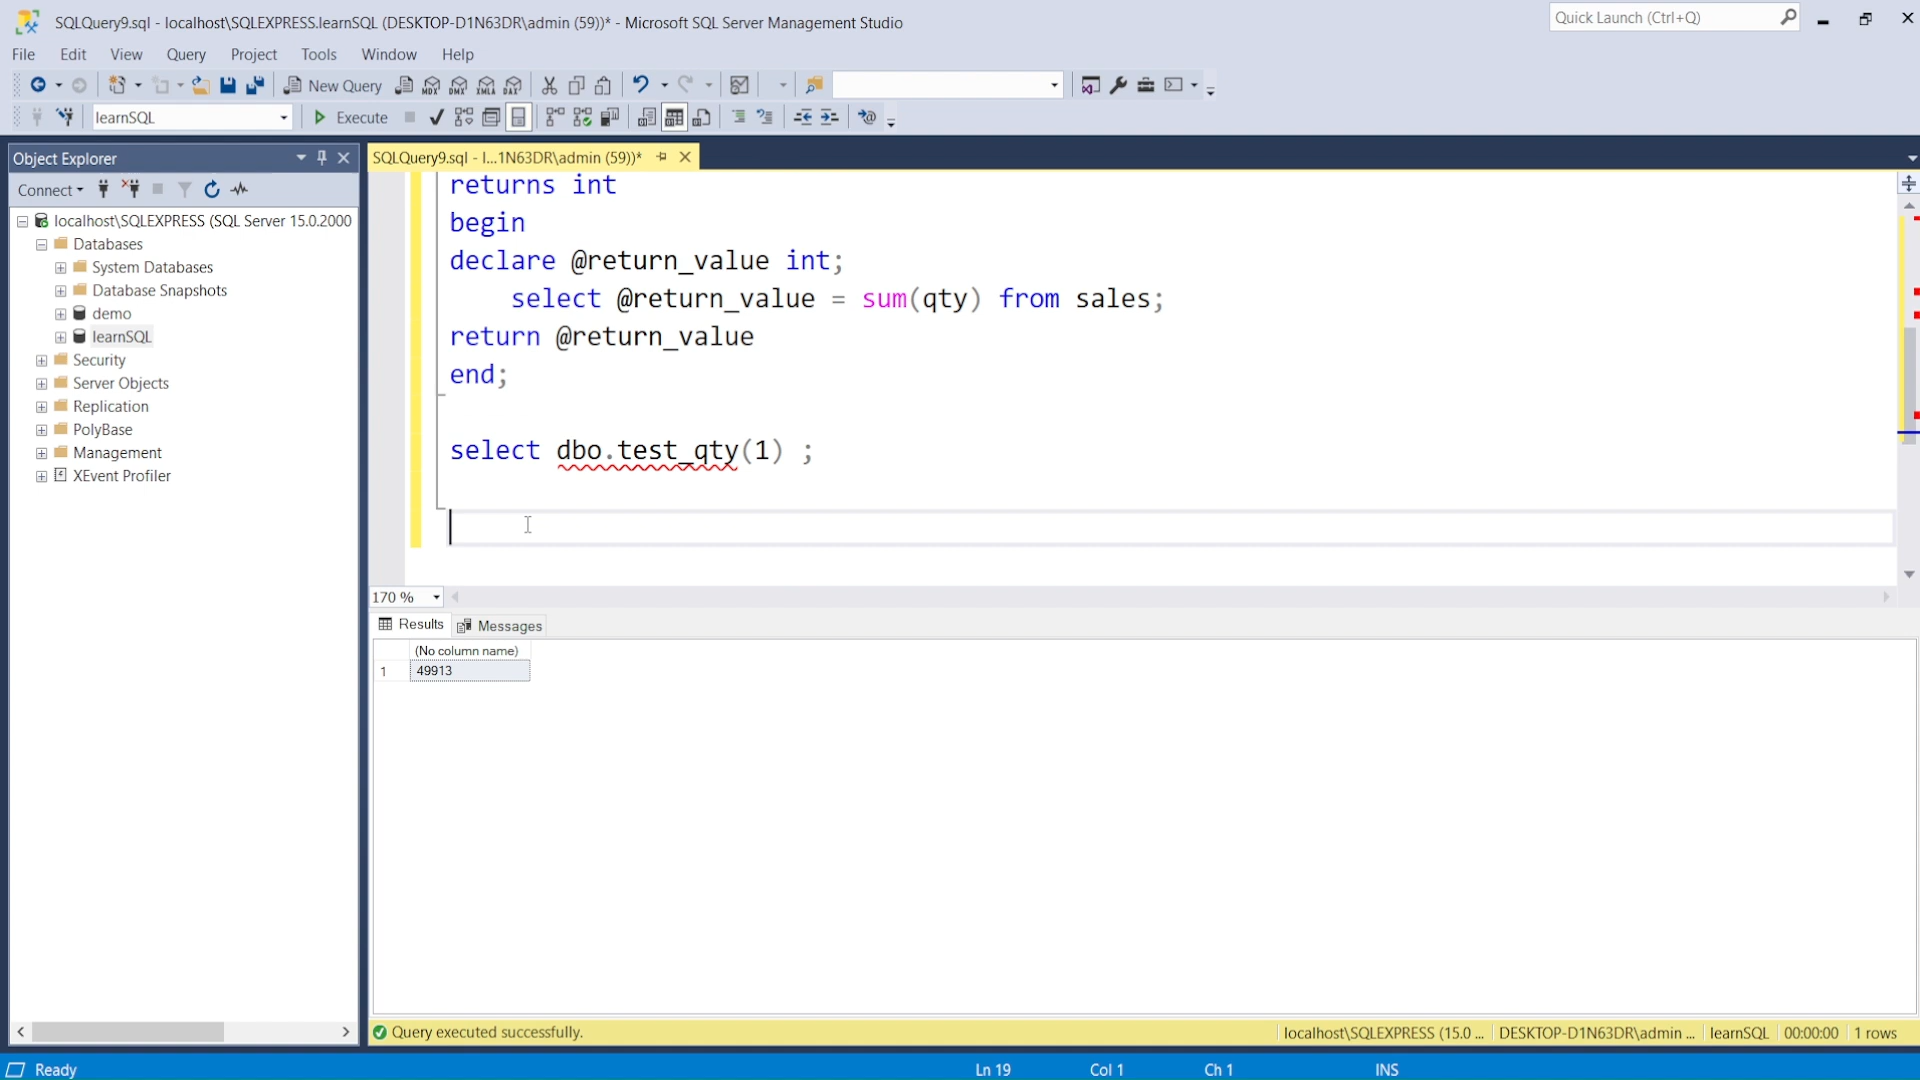 SQLQuery9.sql - localhost\SQLEXPRESS.learnSQL (DESKTOP-D1N63DR\admin (59))* - Microsoft SQL Server Management Studio
Quick Launch (Ctrl+Q)
File Edit View Query Project Tools Window Help
New Query
MDX DMX XMLA DAX
learnSQL
Execute
Object Explorer
SQLQuery9.sql - l...1N63DR\admin (59))*
Connect
localhost\SQLEXPRESS (SQL Server 15.0.2000
Databases
System Databases
Database Snapshots
demo
learnSQL
Security
Server Objects
Replication
PolyBase
Management
XEvent Profiler
returns int
begin
declare @return_value int;
select @return_value = sum(qty) from sales;
return @return_value
end;
select dbo.test_qty(1) ;
170 %
Results Messages
(No column name)
1 49913
Query executed successfully.
localhost\SQLEXPRESS (15.0 ... DESKTOP-D1N63DR\admin ... learnSQL 00:00:00 1 rows
Ready Ln 19 Col 1 Ch 1 INS